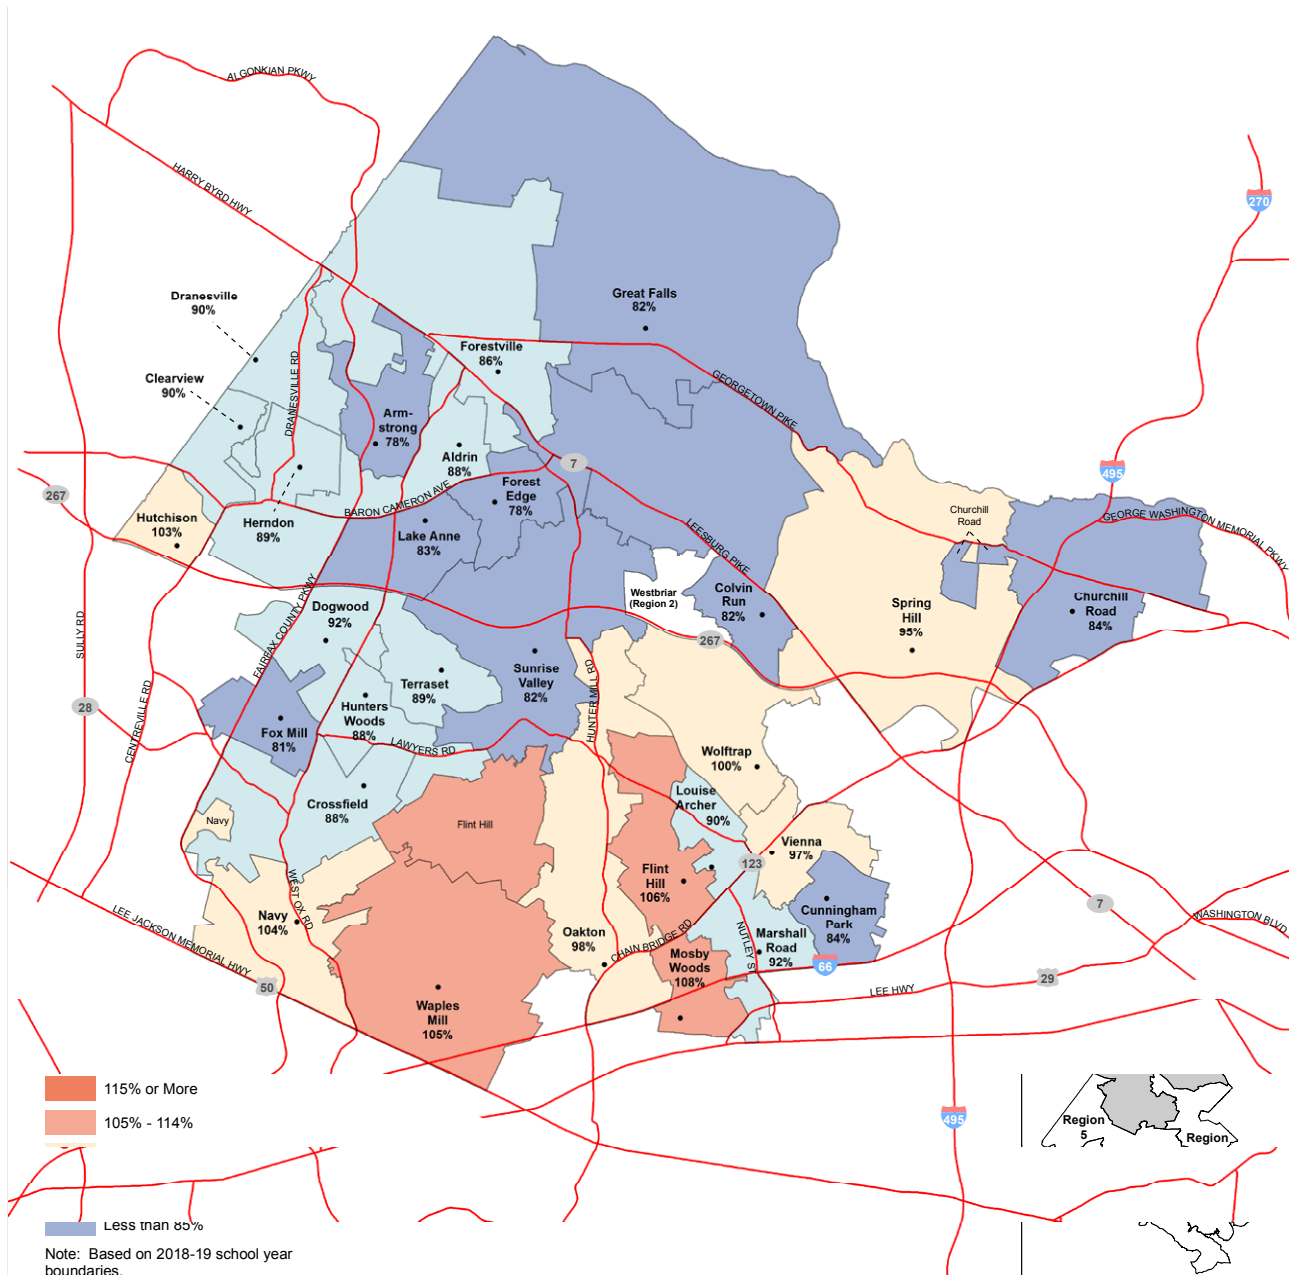 ALGONKIAN PKWY
HARRY BYRD HWY
270
Dranesville
90%
Great Falls
82%
Clearview
90%
DRANESVILLE RD
Forestville
86%
GEORGETOWN PIKE
Arm-
strong
78%
Aldrin
88%
7
495
267
Forest
Edge
78%
BARON CAMERON AVE
Hutchison
103%
Herndon
89%
Lake Anne
83%
LEESBURG PIKE
Churchill
Road
GEORGE WASHINGTON MEMORIAL PKWY
Westbriar
(Region 2)
Colvin
Run
82%
Spring
Hill
95%
Churchill
Road
84%
SULLY RD
FAIRFAX COUNTY PKWY
Dogwood
92%
267
Terraset
89%
Sunrise
Valley
82%
HUNTER MILL RD
28
CENTREVILLE RD
Fox Mill
81%
Hunters
Woods
88%
LAWYERS RD
Wolftrap
100%
Louise
Archer
90%
Crossfield
88%
Navy
Flint Hill
Vienna
97%
123
Flint
Hill
106%
WEST OX RD
Cunningham
Park
84%
7
WASHINGTON BLVD
LEE JACKSON MEMORIAL HWY
Navy
104%
Oakton
98%
CHAIN BRIDGE RD
NUTLEY ST
Marshall
Road
92%
Mosby
Woods
108%
66
29
LEE HWY
50
Waples
Mill
105%
115% or More
105% - 114%
495
Region
5
Region
Less than 85%
Note: Based on 2018-19 school year
boundaries.